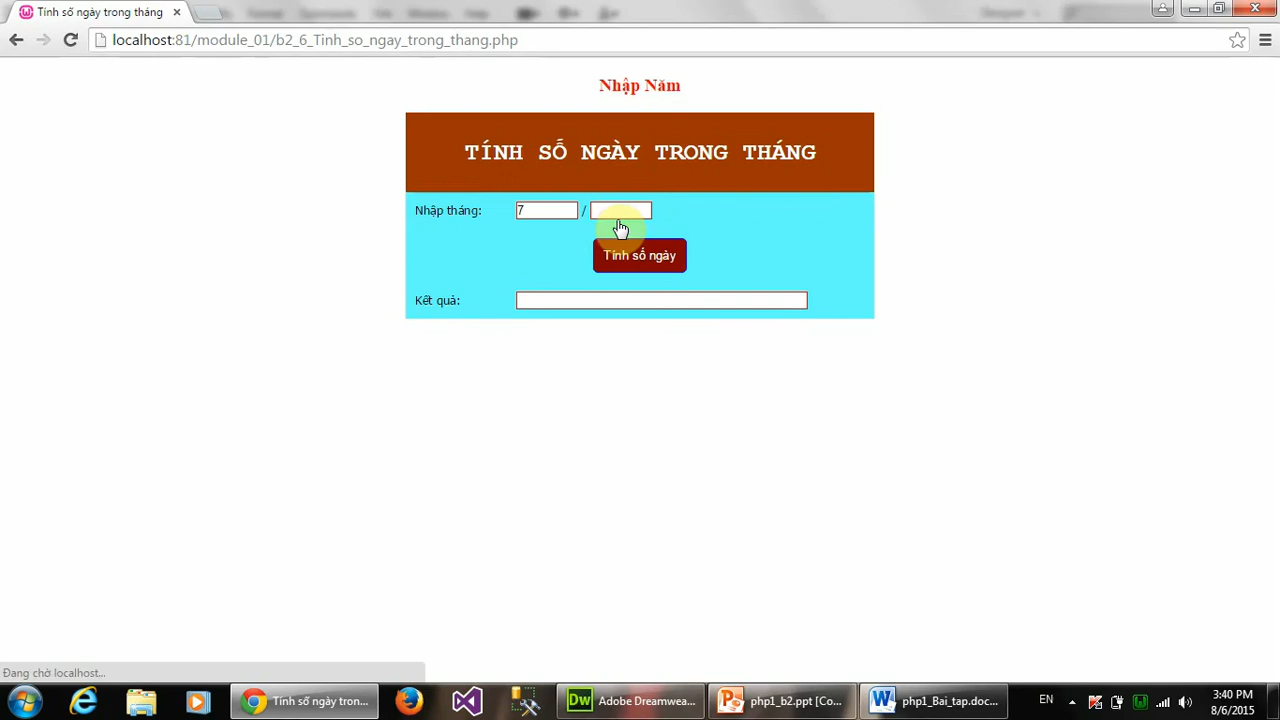 Tính số ngày trong tháng
localhost:81/module_01/b2_6_Tinh_so_ngay_trong_thang.php
Nhập Năm
TÍNH SỐ NGÀY TRONG THÁNG
Nhập tháng: 7 /
Tính số ngày
Kết quả:
Đang chờ localhost...
Tính số ngày tron... Adobe Dreamwea... php1_b2.ppt [Co... php1_Bai_tap.doc... EN 3:40 PM
8/6/2015